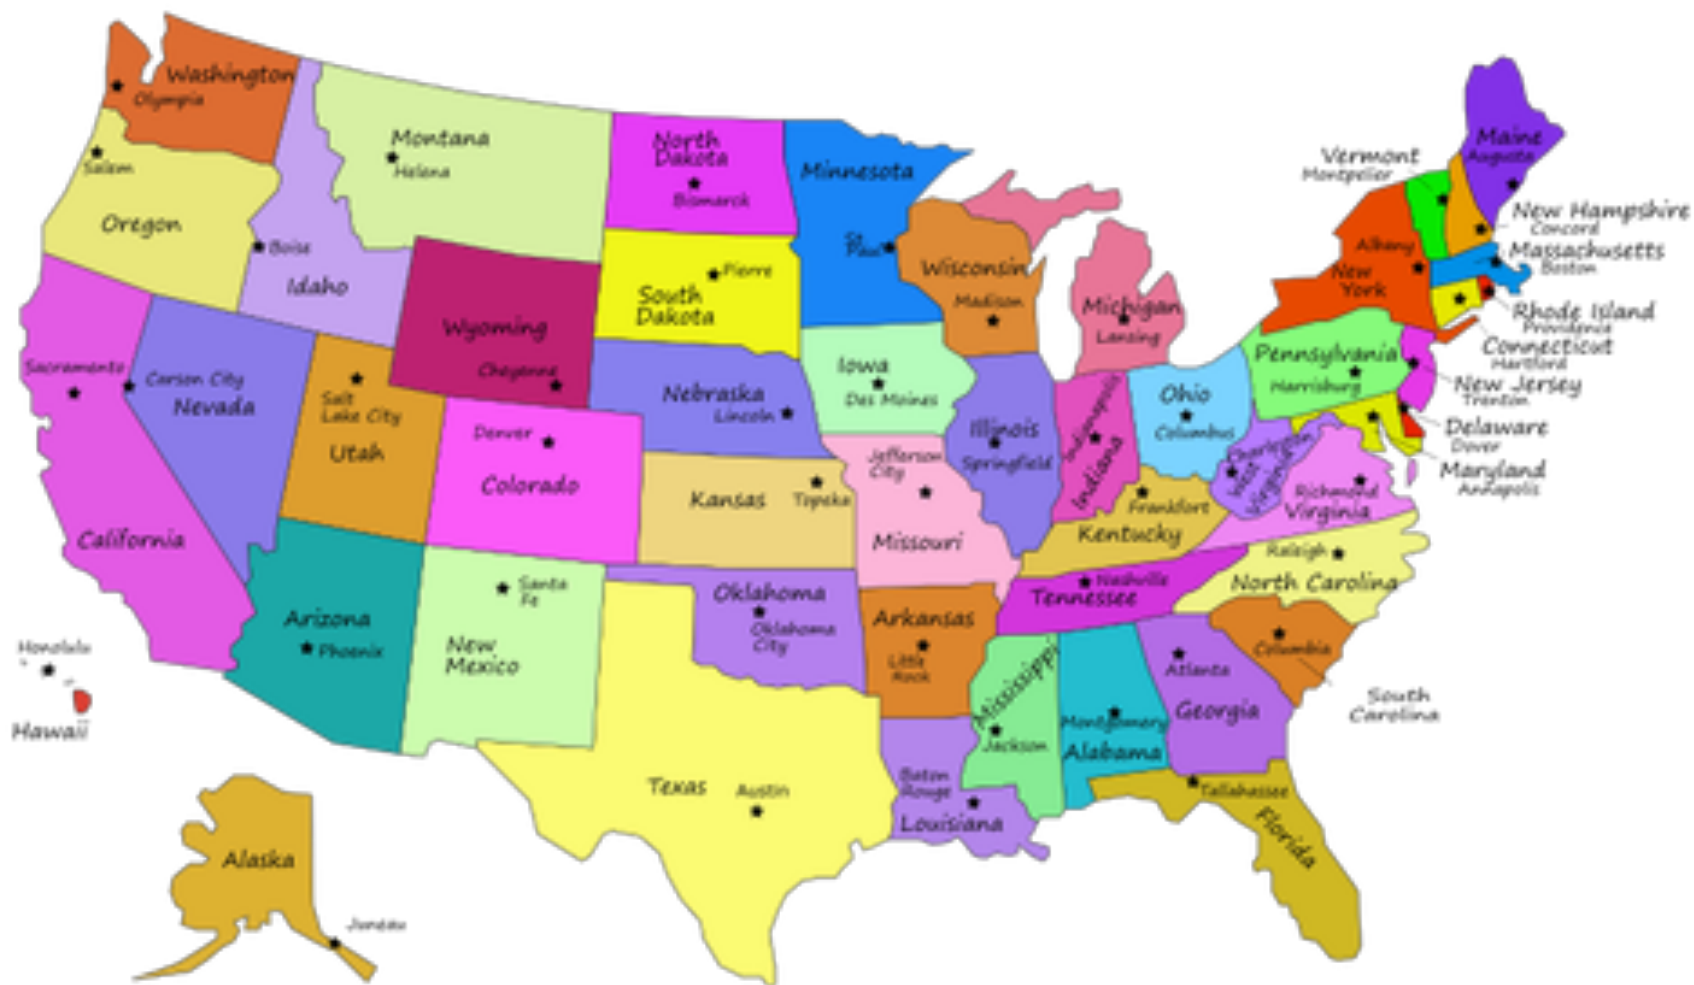 Washington
Olympia
Montana
Helena
North
Dakota
Bismarck
Minnesota
St
Paul
Salem
Oregon
Boise
Idaho
Wyoming
Cheyenne
Pierre
South
Dakota
Wisconsin
Madison
Michigan
Lansing
Vermont
Montpelier
Maine
Augusta
New Hampshire
Concord
Albany
New
York
Massachusetts
Boston
Rhode Island
Providence
Connecticut
Hartford
Sacramento
Carson City
Nevada
Salt
Lake City
Utah
Denver
Colorado
Nebraska
Lincoln
Iowa
Des Moines
Illinois
Springfield
Indianapolis
Indiana
Ohio
Columbus
Pennsylvania
Harrisburg
New Jersey
Trenton
Delaware
Dover
Maryland
Annapolis
California
Kansas
Topeka
Jefferson
City
Missouri
Frankfort
Kentucky
Charleston
West
Virginia
Richmond
Virginia
Arizona
Phoenix
Santa
Fe
New
Mexico
Oklahoma
Oklahoma
City
Arkansas
Little
Rock
Nashville
Tennessee
Raleigh
North Carolina
Columbia
South
Carolina
Honolulu
Hawaii
Texas
Austin
Baton
Rouge
Louisiana
Mississippi
Jackson
Montgomery
Alabama
Atlanta
Georgia
Tallahassee
Florida
Alaska
Juneau